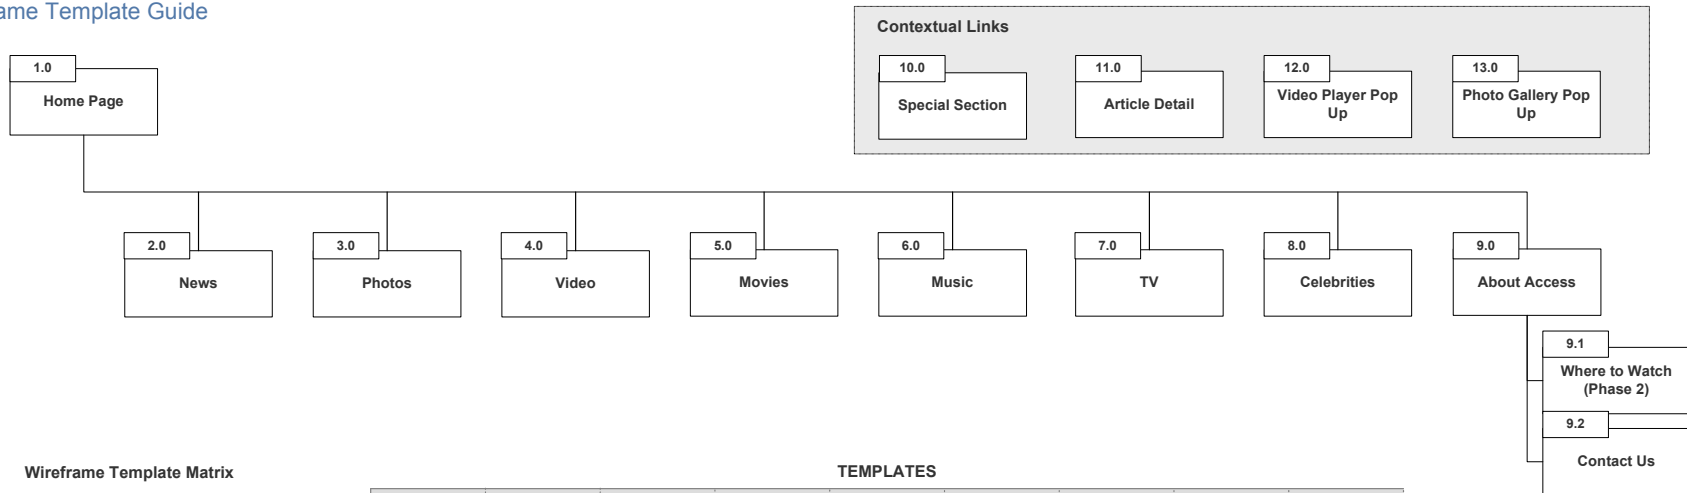 Template Guide
Contextual Links
1.0
Home Page
10.0
Special Section
11.0
Article Detail
12.0
Video Player Pop
Up
13.0
Photo Gallery Pop
Up
2.0
News
3.0
Photos
4.0
Video
5.0
Movies
6.0
Music
7.0
TV
8.0
Celebrities
9.0
About Access
9.1
Where to Watch
(Phase 2)
9.2
Contact Us
Wireframe Template Matrix
TEMPLATES